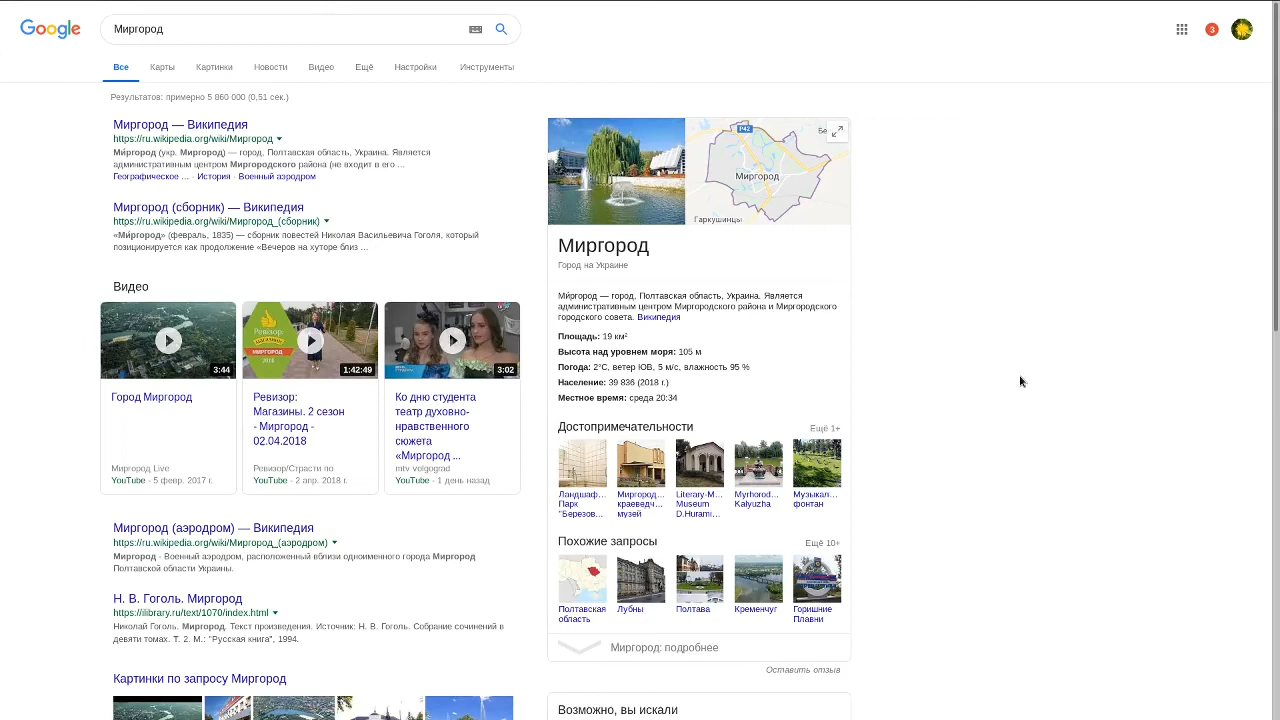 Google
Миргород
3
Все
Карты
Картинки
Новости
Видео
Ещё
Настройки
Инструменты
Результатов: примерно 5 860 000 (0,51 сек.)
Миргород — Википедия
https://ru.wikipedia.org/wiki/Миргород
Ми́ргород (укр. Миргород) — город, Полтавская область, Украина. Является
административным центром Миргородского района (не входит в его ...
Географическое ... · История · Военный аэродром
Миргород (сборник) — Википедия
https://ru.wikipedia.org/wiki/Миргород_(сборник)
«Ми́ргород» (февраль, 1835) — сборник повестей Николая Васильевича Гоголя, который
позиционируется как продолжение «Вечеров на хуторе близ ...
Видео
3:44
Город Миргород
Миргород Live
YouTube - 5 февр. 2017 г.
Ревизор:
МАГАЗИНЫ
МИРГОРОД
2018
1:42:49
Ревизор:
Магазины. 2 сезон
- Миргород -
02.04.2018
Ревизор/Страсти по
YouTube - 2 апр. 2018 г.
3:02
Ко дню студента
театр духовно-
нравственного
сюжета
«Миргород ...
mtv volgograd
YouTube - 1 день назад
Миргород (аэродром) — Википедия
https://ru.wikipedia.org/wiki/Миргород_(аэродром)
Миргород - Военный аэродром, расположенный вблизи одноименного города Миргород
Полтавской области Украины.
Н. В. Гоголь. Миргород
https://ilibrary.ru/text/1070/index.html
Николай Гоголь. Миргород. Текст произведения. Источник: Н. В. Гоголь. Собрание сочинений в
девяти томах. Т. 2. М.: "Русская книга", 1994.
Картинки по запросу Миргород
Р42
Бе
Миргород
Гаркушинцы
Миргород
Город на Украине
Ми́ргород — город, Полтавская область, Украина. Является
административным центром Миргородского района и Миргородского
городского совета. Википедия
Площадь: 19 км²
Высота над уровнем моря: 105 м
Погода: 2°C, ветер ЮВ, 5 м/с, влажность 95 %
Население: 39 836 (2018 г.)
Местное время: среда 20:34
Достопримечательности
Ещё 1+
Ландшаф...
Парк
"Березов...
Миргород...
краеведч...
музей
Literary-M...
Museum
D.Hurami...
Myrhorod...
Kalyuzha
Музыкал...
фонтан
Похожие запросы
Ещё 10+
Полтавская
область
Лубны
Полтава
Кременчуг
Горишние
Плавни
Миргород: подробнее
Оставить отзыв
Возможно, вы искали